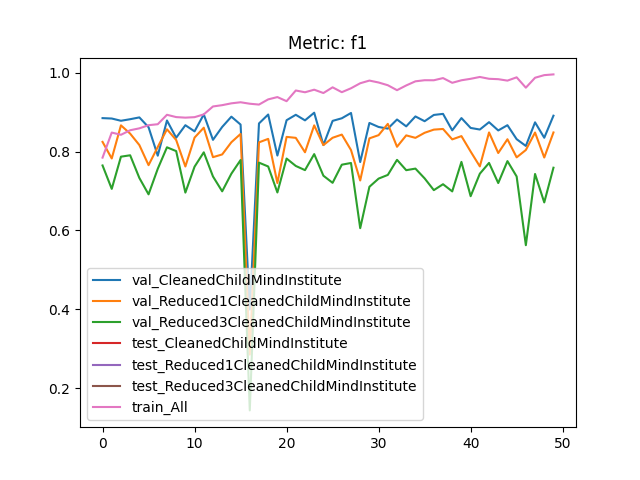 Metric: f1
1.0
0.8
0.6
0.4
0.2
val_CleanedChildMindInstitute
val_Reduced1CleanedChildMindInstitute
val_Reduced3CleanedChildMindInstitute
test_CleanedChildMindInstitute
test_Reduced1CleanedChildMindInstitute
test_Reduced3CleanedChildMindInstitute
train_All
0 10 20 30 40 50